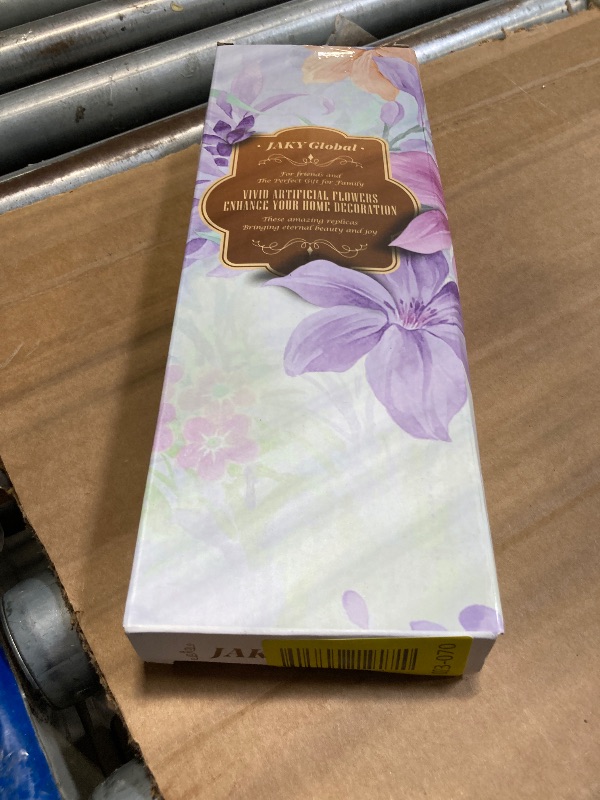 · JAKY Global ·
For friends and
The Perfect Gift for Family
VIVID ARTIFICIAL FLOWERS
ENHANCE YOUR HOME DECORATION
These amazing replicas
Bringing eternal beauty and joy
JAK